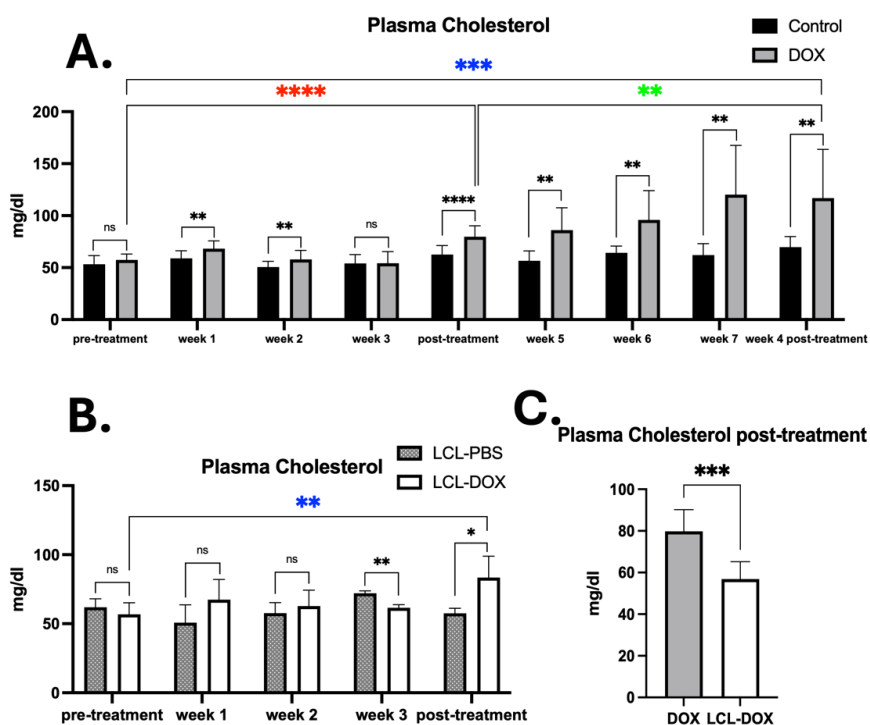 Plasma Cholesterol
Control
DOX
A.
***
****
**
mg/dl
200
150
100
50
0
ns
**
**
ns
****
**
**
**
**
pre-treatment
week 1
week 2
week 3
post-treatment
week 5
week 6
week 7
week 4 post-treatment
B.
LCL-PBS
LCL-DOX
Plasma Cholesterol
**
mg/dl
150
100
50
0
ns
ns
ns
**
*
pre-treatment
week 1
week 2
week 3
post-treatment
C.
Plasma Cholesterol post-treatment
***
mg/dl
100
80
60
40
20
0
DOX
LCL-DOX